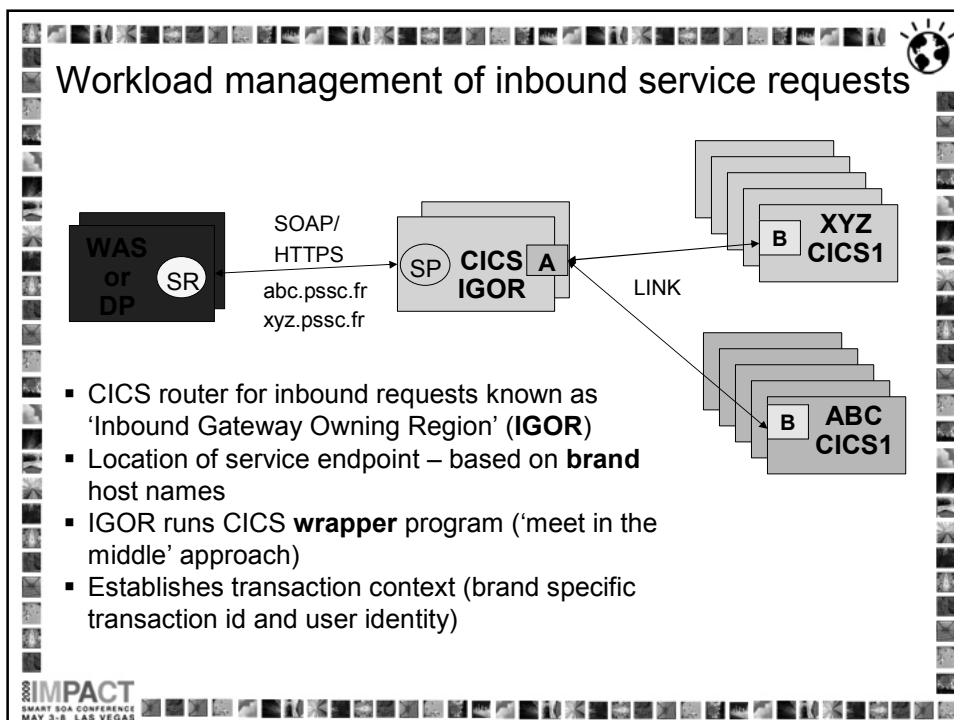 Workload management of inbound service requests
WAS
or
DP
SR
SOAP/
HTTPS
abc.pssc.fr
xyz.pssc.fr
SP
CICS
IGOR
A
LINK
B
XYZ
CICS1
B
ABC
CICS1
▪ CICS router for inbound requests known as
‘Inbound Gateway Owning Region’ (IGOR)
▪ Location of service endpoint – based on brand
host names
▪ IGOR runs CICS wrapper program (‘meet in the
middle’ approach)
▪ Establishes transaction context (brand specific
transaction id and user identity)
2009 IMPACT
SMART SOA CONFERENCE
MAY 3-8 LAS VEGAS